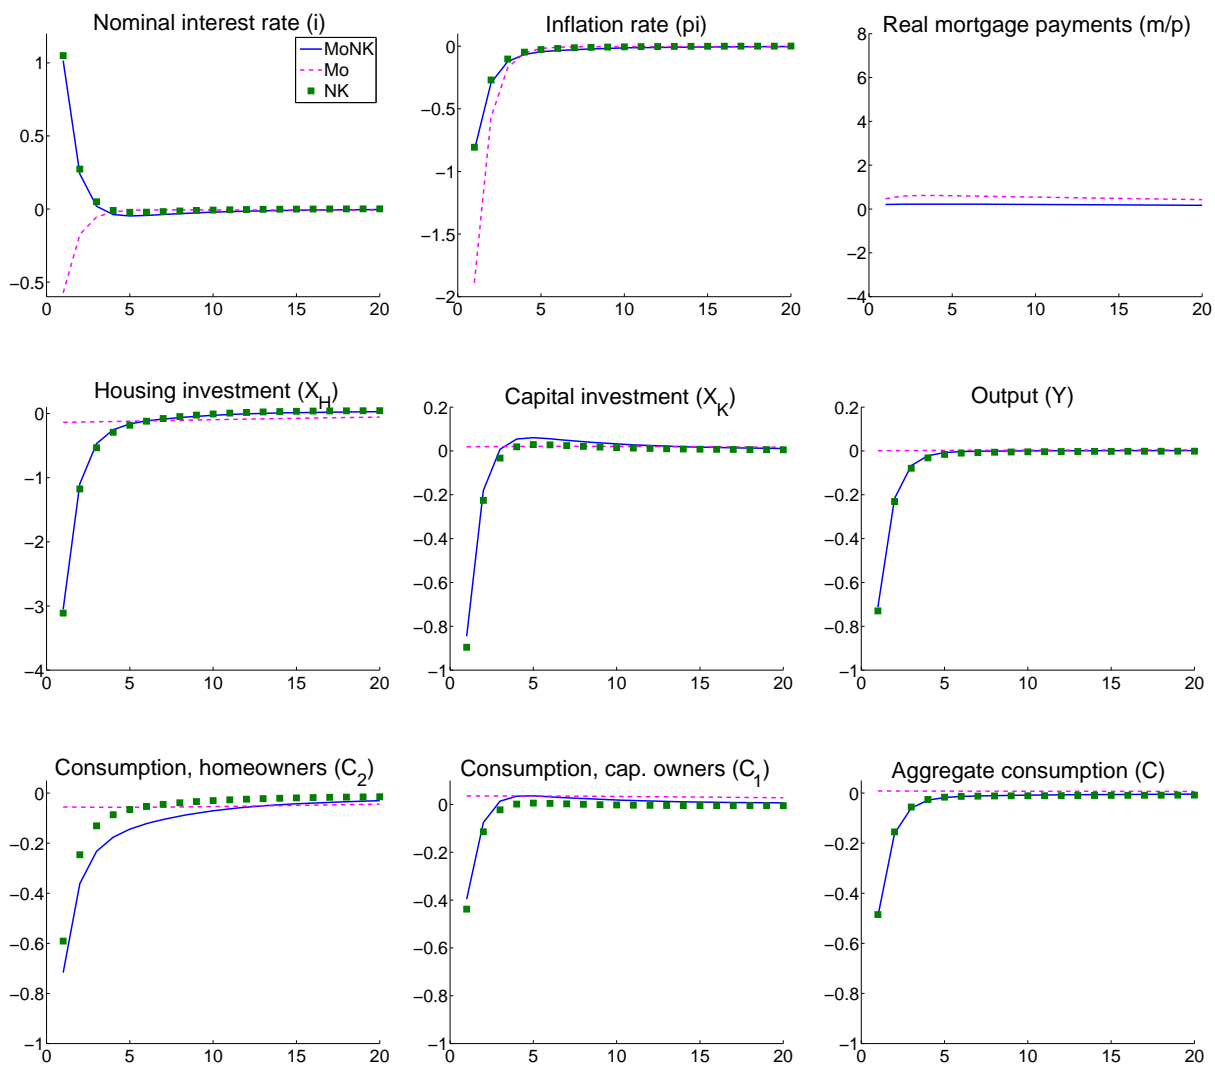 Nominal interest rate (i)
MoNK
Mo
NK
1
0.5
0
−0.5
0 5 10 15 20
Inflation rate (pi)
0
−0.5
−1
−1.5
−2
0 5 10 15 20
Real mortgage payments (m/p)
8
6
4
2
0
−2
−4
0 5 10 15 20
Housing investment (X_H)
0
−1
−2
−3
−4
0 5 10 15 20
Capital investment (X_K)
0.2
0
−0.2
−0.4
−0.6
−0.8
−1
0 5 10 15 20
Output (Y)
0.2
0
−0.2
−0.4
−0.6
−0.8
−1
0 5 10 15 20
Consumption, homeowners (C_2)
0
−0.2
−0.4
−0.6
−0.8
−1
0 5 10 15 20
Consumption, cap. owners (C_1)
0
−0.2
−0.4
−0.6
−0.8
−1
0 5 10 15 20
Aggregate consumption (C)
0
−0.2
−0.4
−0.6
−0.8
−1
0 5 10 15 20